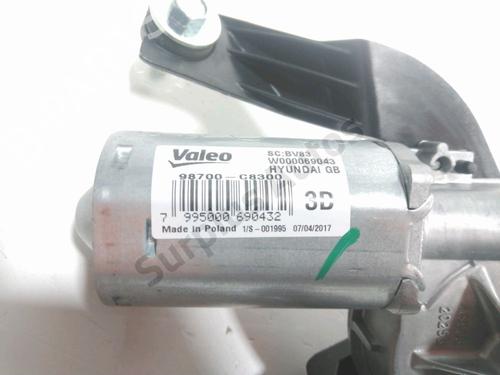 Valeo
SC:BV83
W000069043
HYUNDAI GB
98700-C8300
3D
7 995000 690432
Made in Poland 1/S-001995 07/04/2017